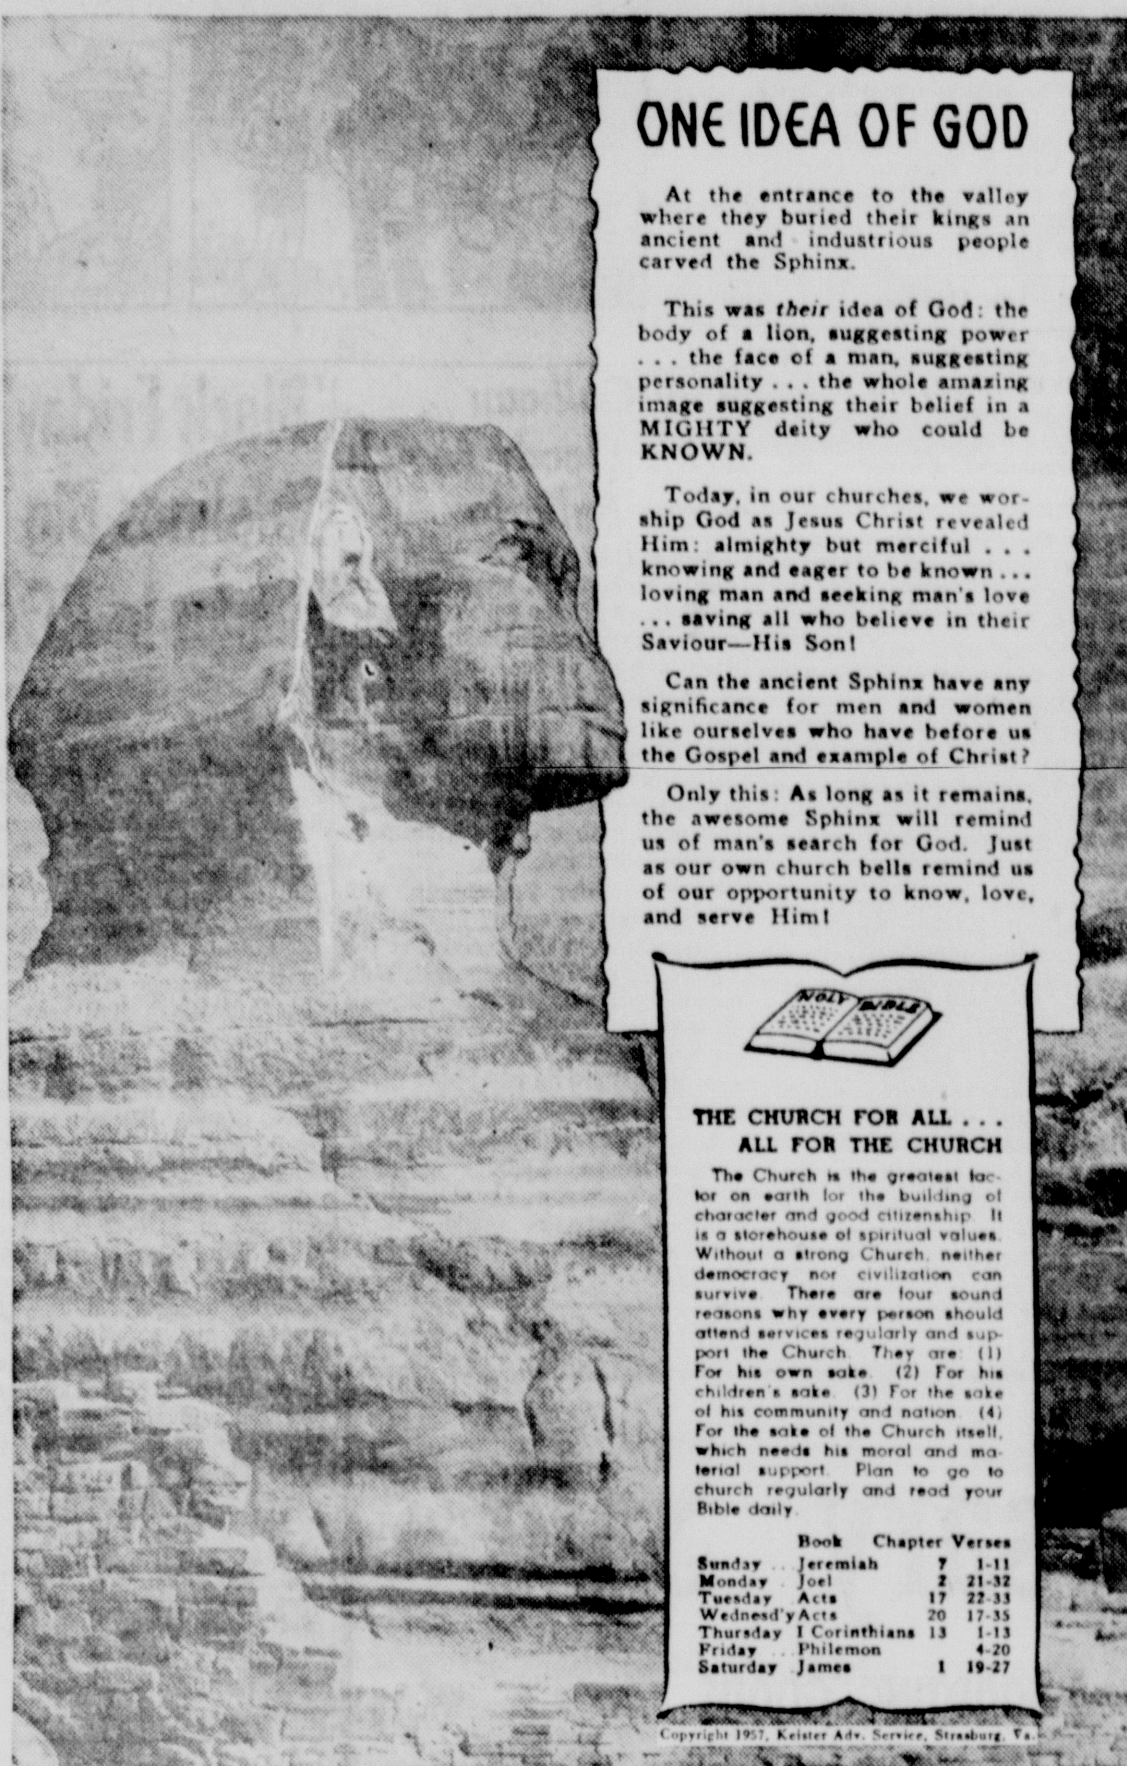 ONE IDEA OF GOD
At the entrance to the valley
where they buried their kings an
ancient and industrious people
carved the Sphinx.
This was their idea of God: the
body of a lion, suggesting power
. . . the face of a man, suggesting
personality . . . the whole amazing
image suggesting their belief in a
MIGHTY deity who could be
KNOWN.
Today, in our churches, we wor-
ship God as Jesus Christ revealed
Him: almighty but merciful . . .
knowing and eager to be known . . .
loving man and seeking man's love
. . . saving all who believe in their
Saviour—His Son!
Can the ancient Sphinx have any
significance for men and women
like ourselves who have before us
the Gospel and example of Christ?
Only this: As long as it remains,
the awesome Sphinx will remind
us of man's search for God. Just
as our own church bells remind us
of our opportunity to know, love,
and serve Him!
HOLY BIBLE
THE CHURCH FOR ALL . . .
ALL FOR THE CHURCH
The Church is the greatest fac-
tor on earth for the building of
character and good citizenship. It
is a storehouse of spiritual values.
Without a strong Church, neither
democracy nor civilization can
survive. There are four sound
reasons why every person should
attend services regularly and sup-
port the Church. They are: (1)
For his own sake. (2) For his
children's sake. (3) For the sake
of his community and nation. (4)
For the sake of the Church itself,
which needs his moral and ma-
terial support. Plan to go to
church regularly and read your
Bible daily.
Book Chapter Verses
Sunday . . Jeremiah 7 1-11
Monday . Joel 2 21-32
Tuesday Acts 17 22-33
Wednesd'y Acts 20 17-35
Thursday I Corinthians 13 1-13
Friday . . Philemon 4-20
Saturday James 1 19-27
Copyright 1957, Keister Adv. Service, Strasburg, Va.